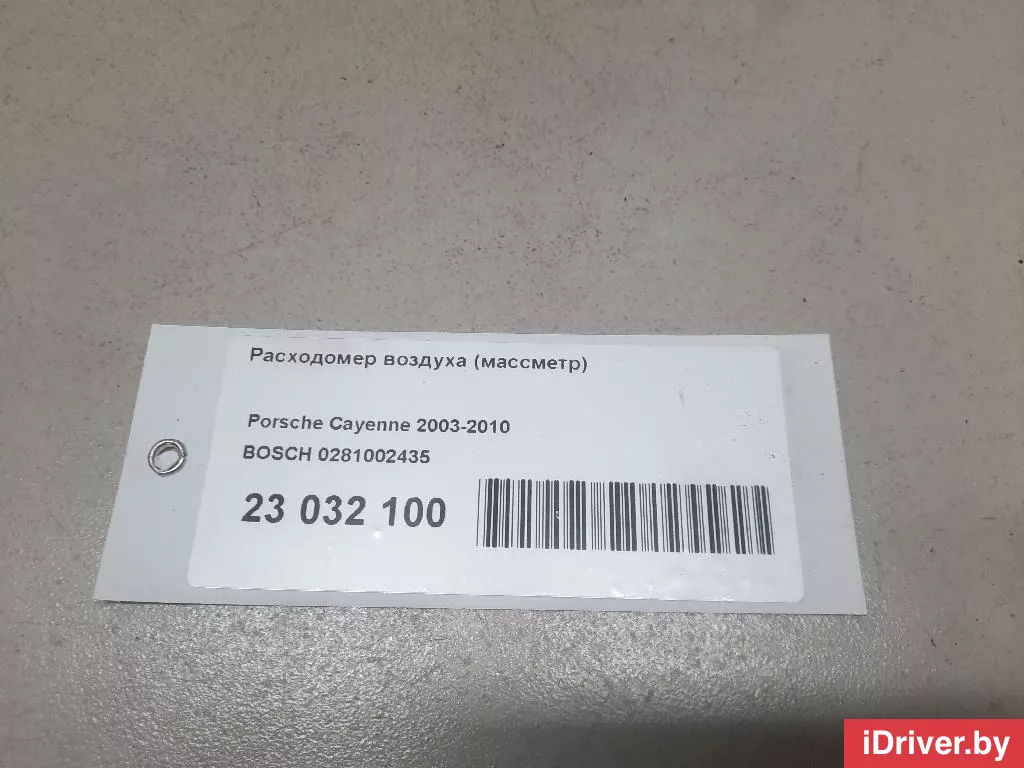 Расходомер воздуха (массметр)
Porsche Cayenne 2003-2010
BOSCH 0281002435
23 032 100
iDriver.by